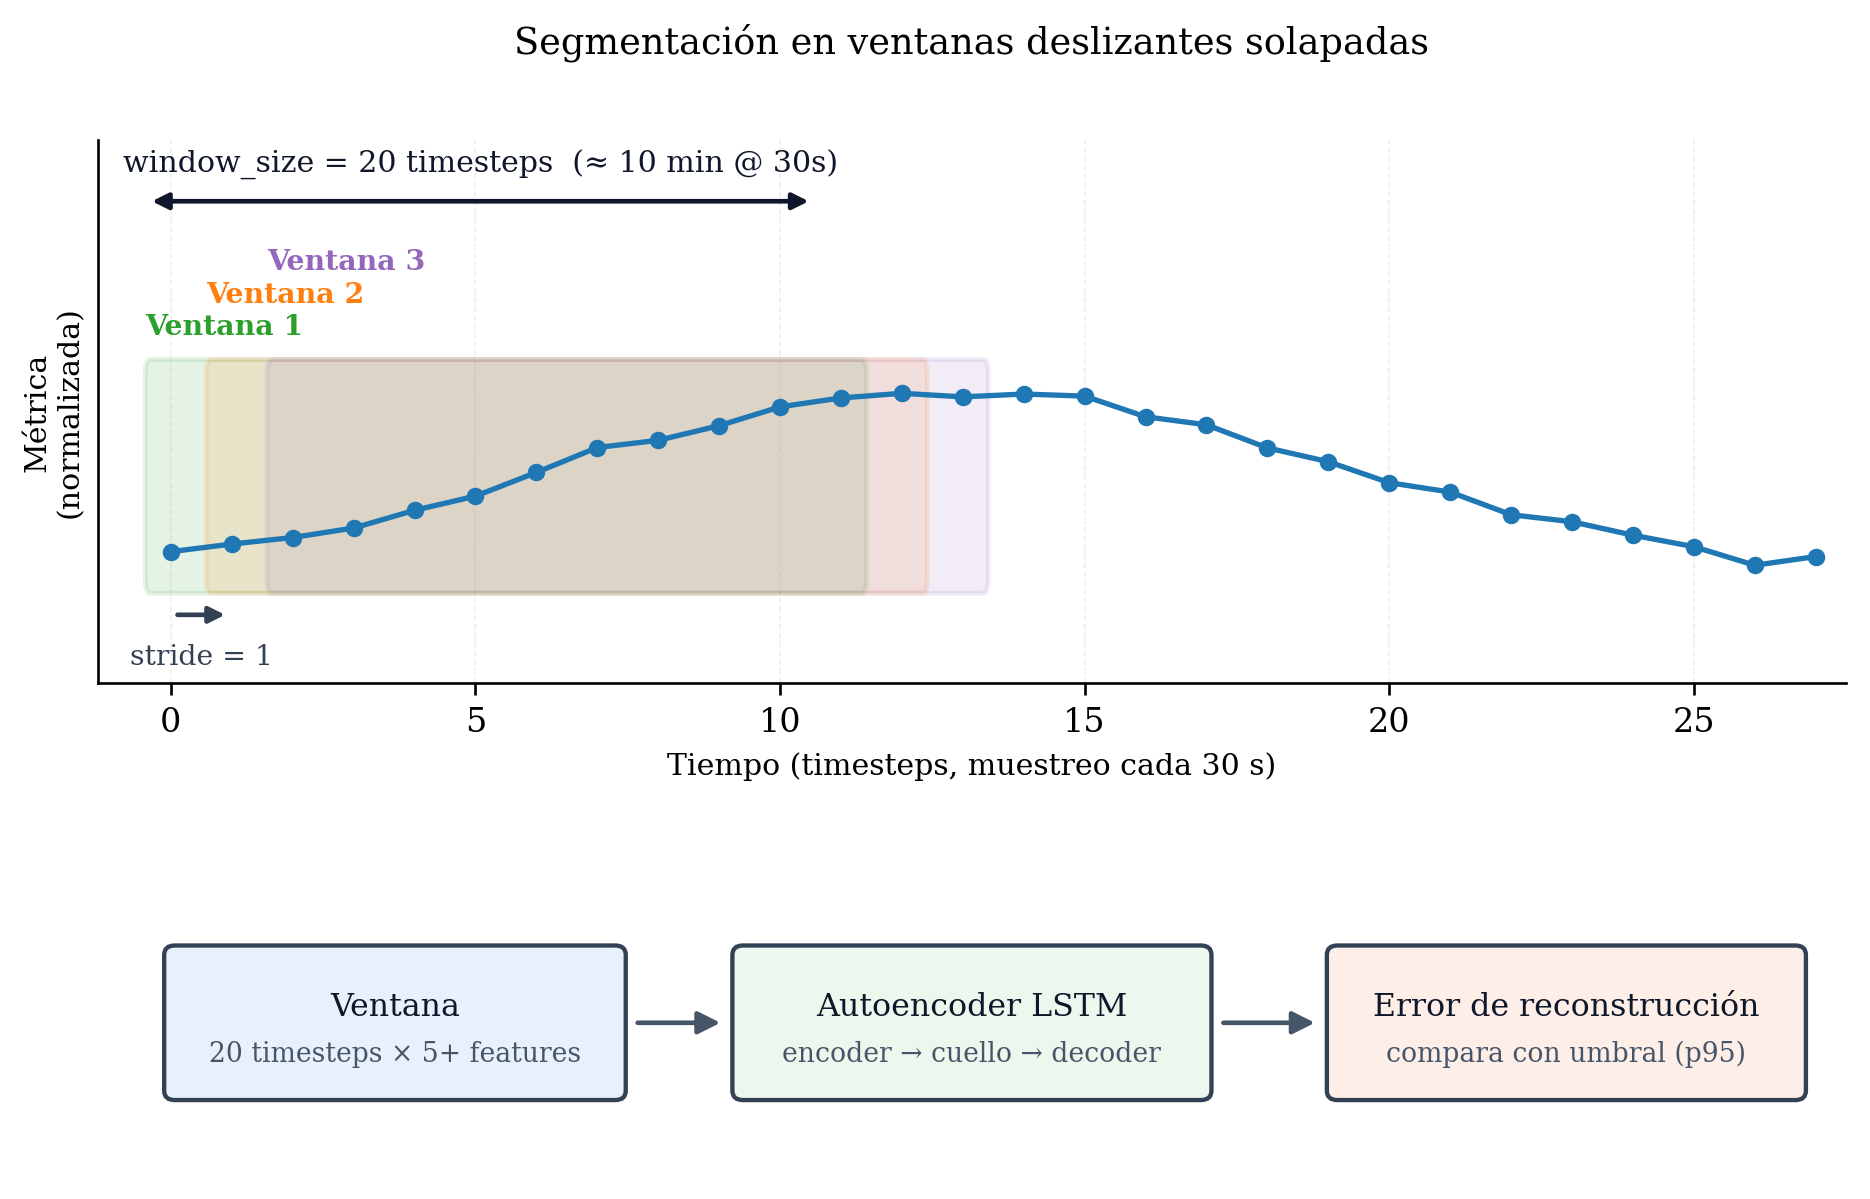 Segmentación en ventanas deslizantes solapadas
window_size = 20 timesteps (≈ 10 min @ 30s)
Ventana 3
Ventana 2
Ventana 1
Métrica
(normalizada)
stride = 1
0 5 10 15 20 25
Tiempo (timesteps, muestreo cada 30 s)
Ventana
20 timesteps × 5+ features
Autoencoder LSTM
encoder → cuello → decoder
Error de reconstrucción
compara con umbral (p95)